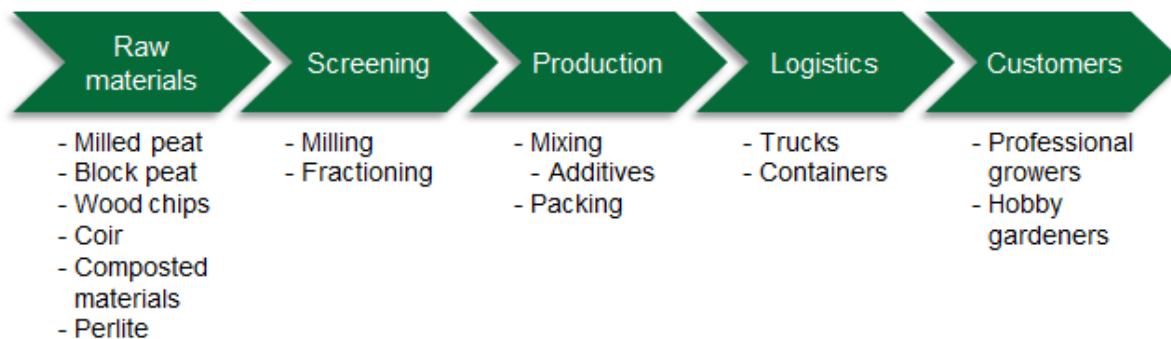 Raw
materials
Screening
Production
Logistics
Customers
- Milled peat
- Block peat
- Wood chips
- Coir
- Composted
materials
- Perlite
- Milling
- Fractioning
- Mixing
- Additives
- Packing
- Trucks
- Containers
- Professional
growers
- Hobby
gardeners